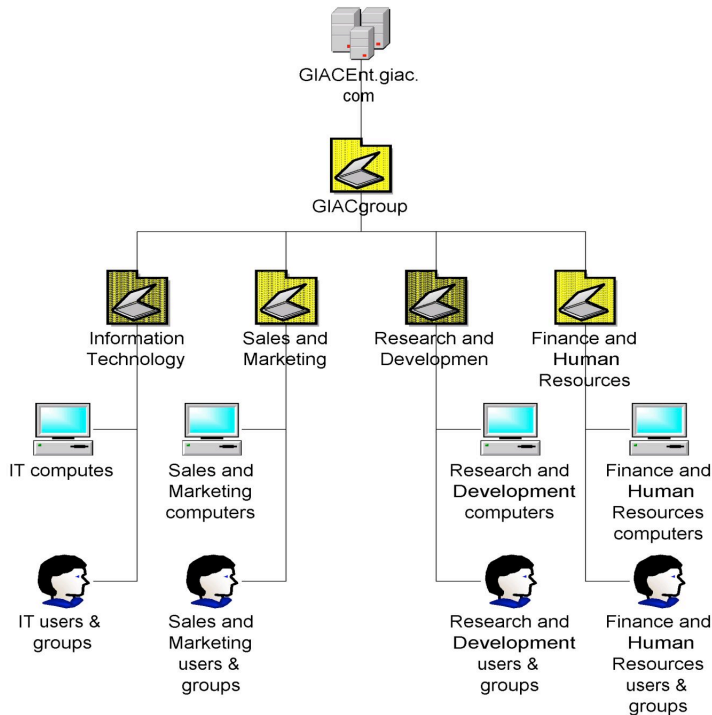 GIACEnt.giac.
com
GIACgroup
Information
Technology
Sales and
Marketing
Research and
Developmen
Finance and
Human
Resources
IT computes
Sales and
Marketing
computers
Research and
Development
computers
Finance and
Human
Resources
computers
IT users &
groups
Sales and
Marketing
users &
groups
Research and
Development
users &
groups
Finance and
Human
Resources
users &
groups